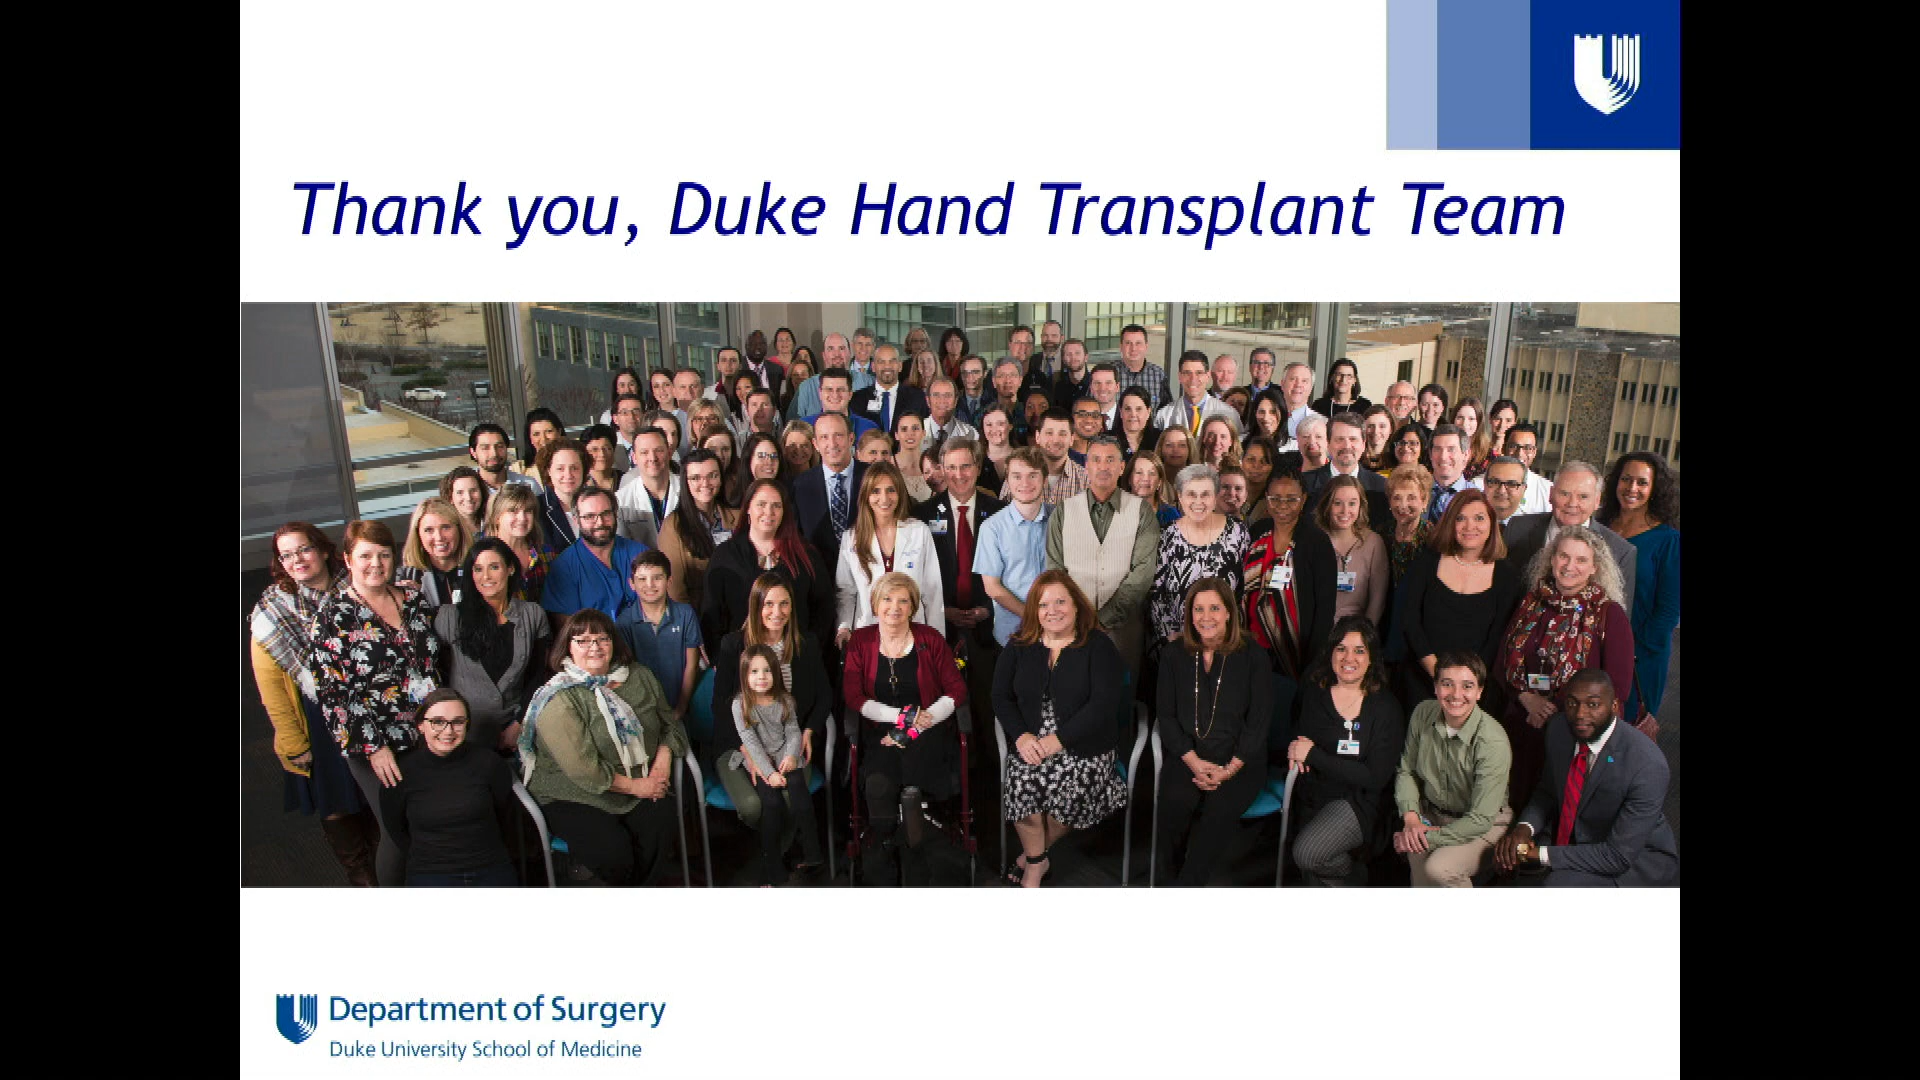 Thank you, Duke Hand Transplant Team
Department of Surgery
Duke University School of Medicine